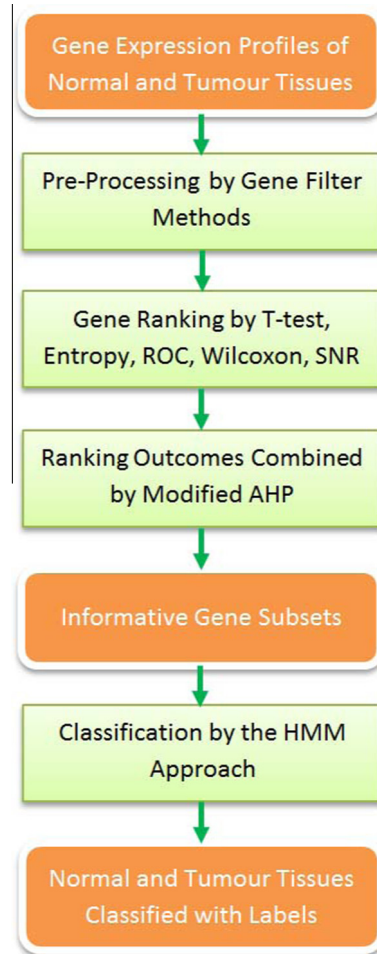 Gene Expression Profiles of
Normal and Tumour Tissues
Pre-Processing by Gene Filter
Methods
Gene Ranking by T-test,
Entropy, ROC, Wilcoxon, SNR
Ranking Outcomes Combined
by Modified AHP
Informative Gene Subsets
Classification by the HMM
Approach
Normal and Tumour Tissues
Classified with Labels